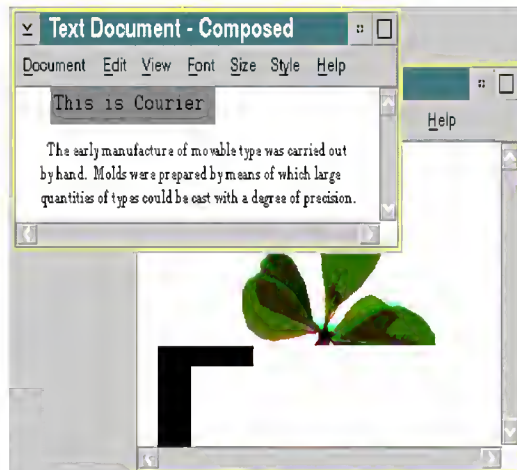 Text Document - Composed
Document Edit View Font Size Style Help
This is Courier
The early manufacture of movable type was carried out
by hand. Molds were prepared by means of which large
quantities of types could be cast with a degree of precision.
Help